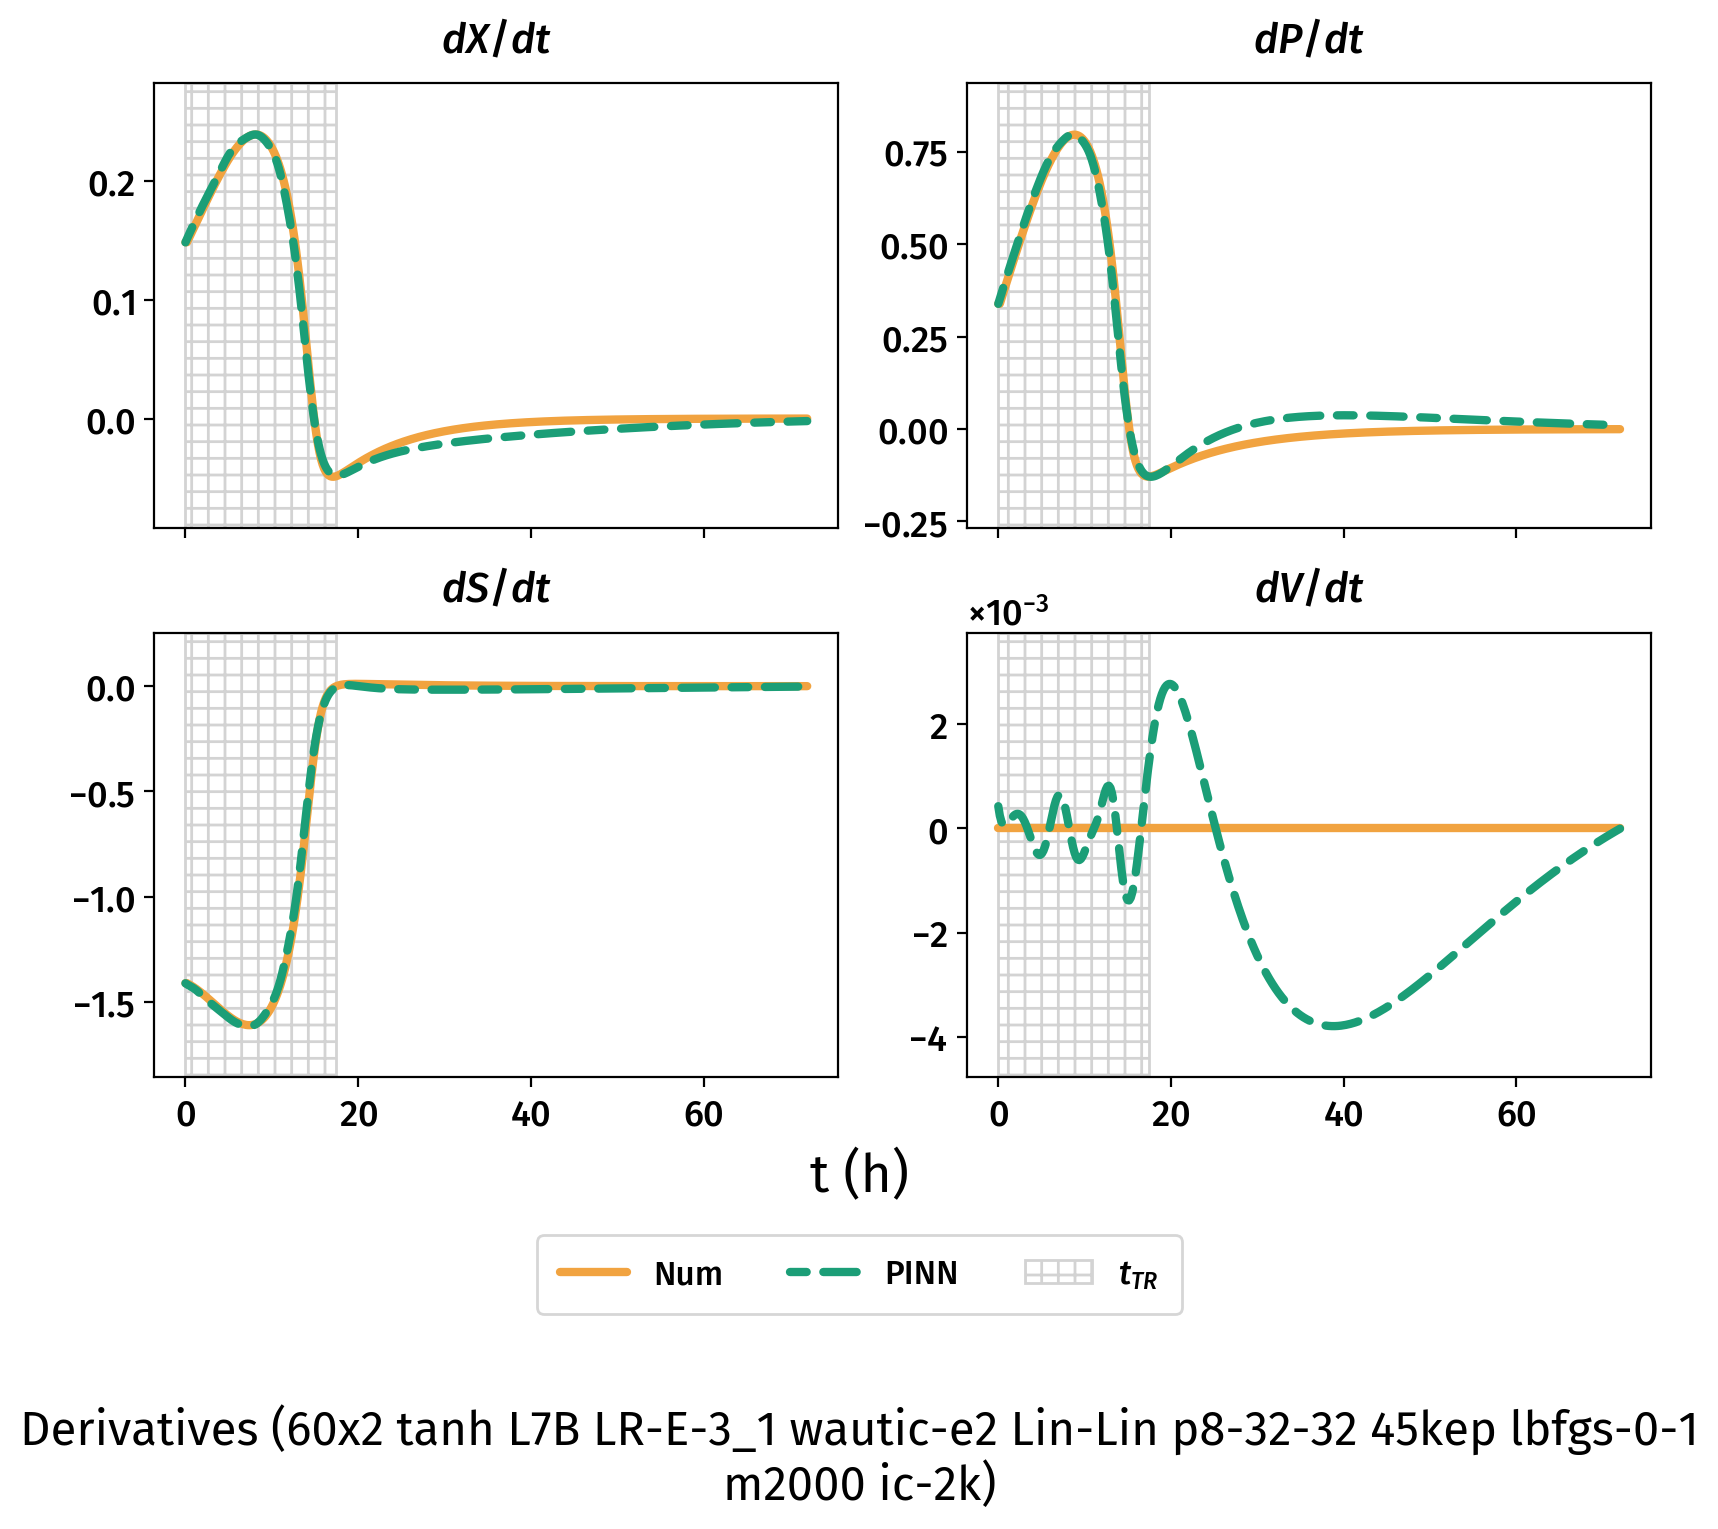 dX/dt
dP/dt
0.2
0.1
0.0
0.75
0.50
0.25
0.00
−0.25
dS/dt
dV/dt
×10⁻³
0.0
−0.5
−1.0
−1.5
2
0
−2
−4
0 20 40 60
0 20 40 60
t (h)
Num PINN t_TR
Derivatives (60x2 tanh L7B LR-E-3_1 wautic-e2 Lin-Lin p8-32-32 45kep lbfgs-0-1
m2000 ic-2k)